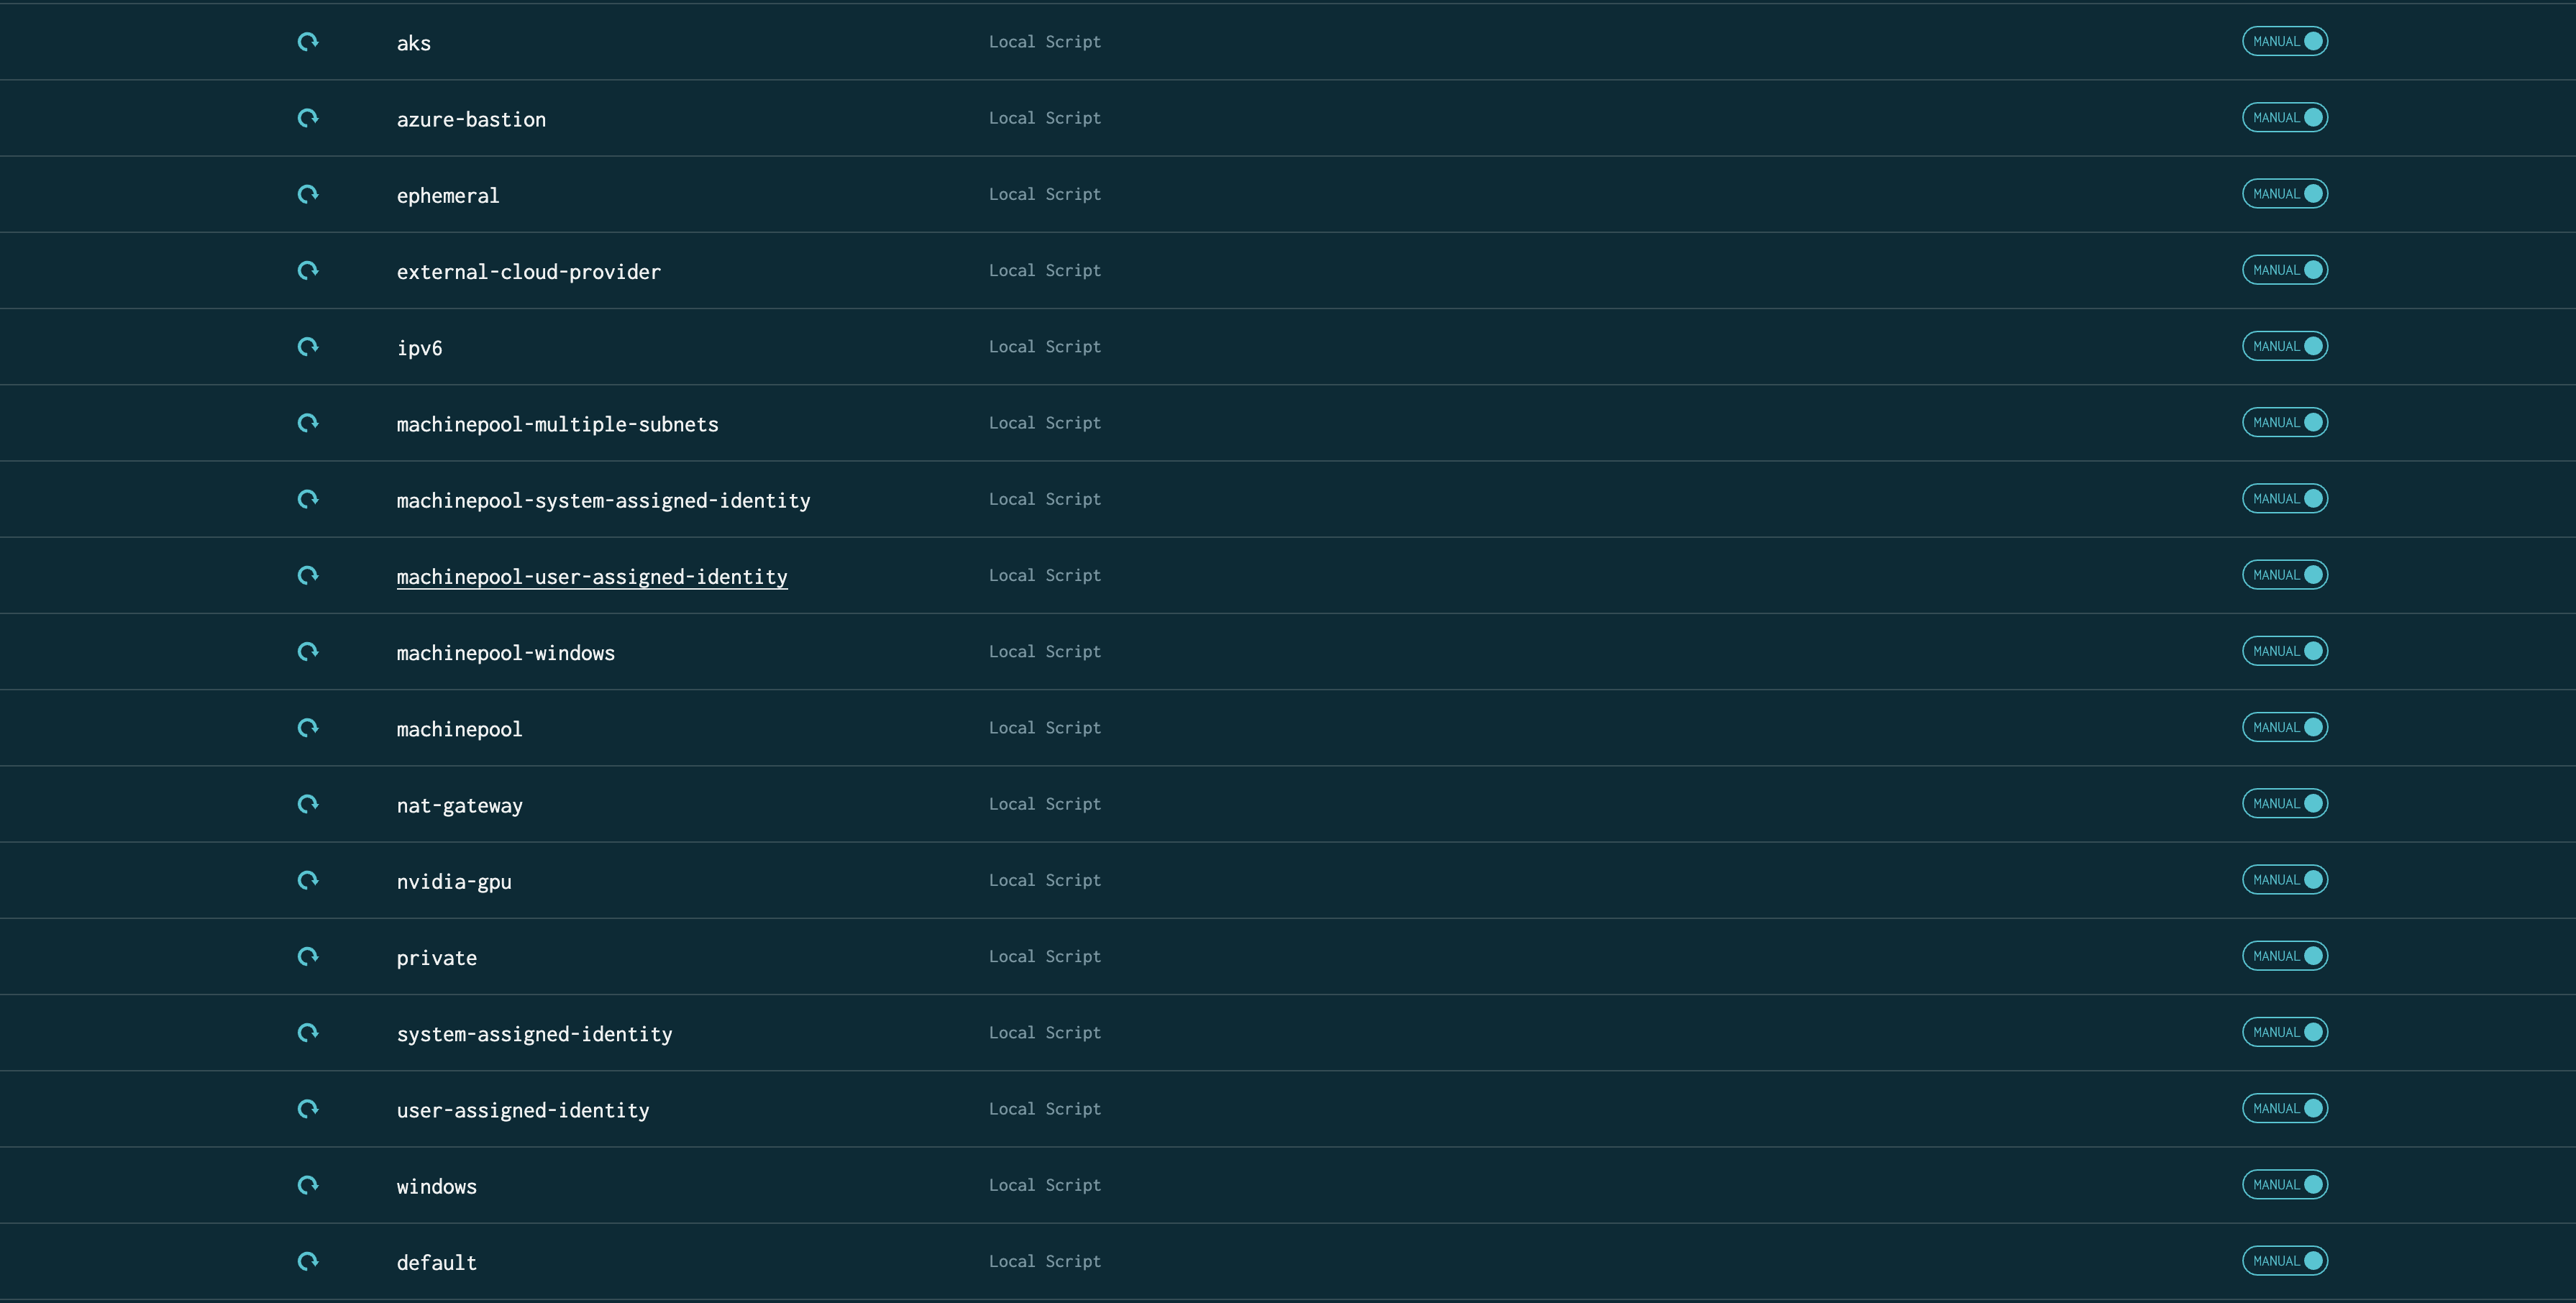 aks Local Script MANUAL
azure-bastion Local Script MANUAL
ephemeral Local Script MANUAL
external-cloud-provider Local Script MANUAL
ipv6 Local Script MANUAL
machinepool-multiple-subnets Local Script MANUAL
machinepool-system-assigned-identity Local Script MANUAL
machinepool-user-assigned-identity Local Script MANUAL
machinepool-windows Local Script MANUAL
machinepool Local Script MANUAL
nat-gateway Local Script MANUAL
nvidia-gpu Local Script MANUAL
private Local Script MANUAL
system-assigned-identity Local Script MANUAL
user-assigned-identity Local Script MANUAL
windows Local Script MANUAL
default Local Script MANUAL